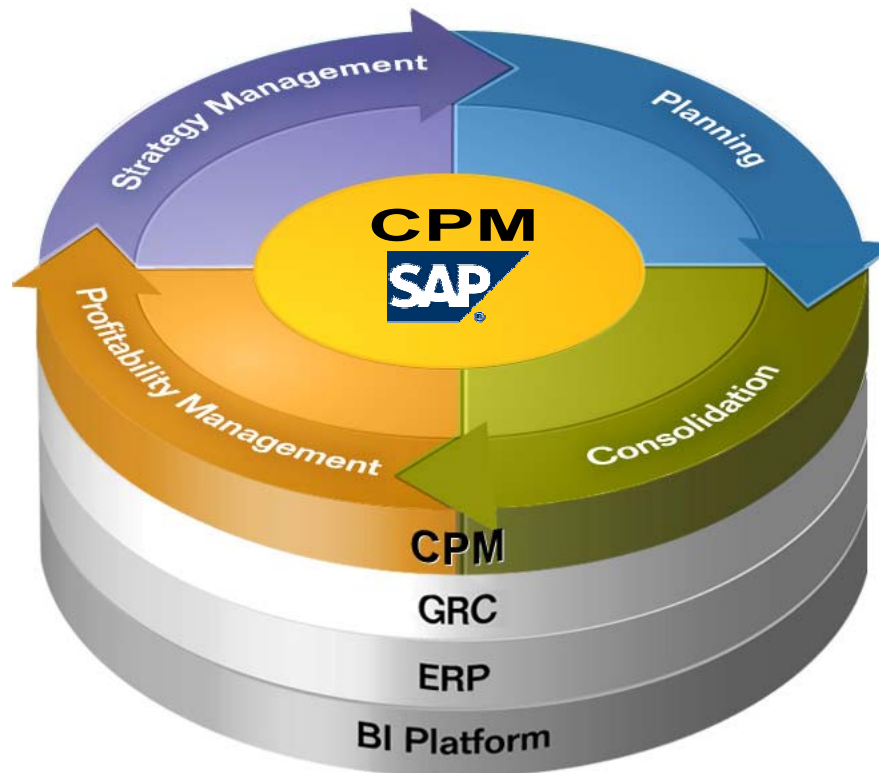 Strategy Management
Planning
CPM
SAP®
Profitability Management
Consolidation
CPM
GRC
ERP
BI Platform